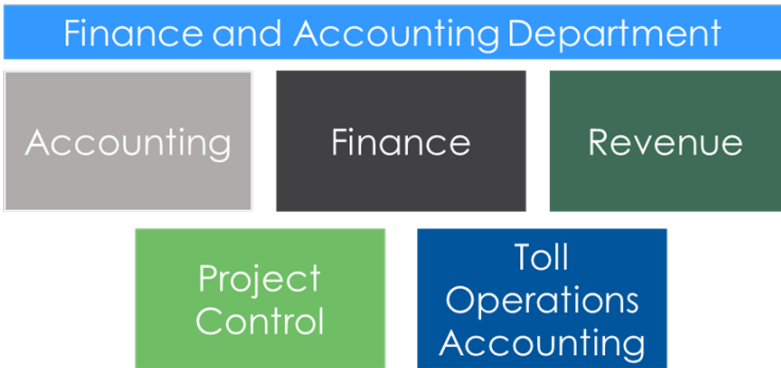 Finance and Accounting Department
Accounting
Finance
Revenue
Project
Control
Toll
Operations
Accounting